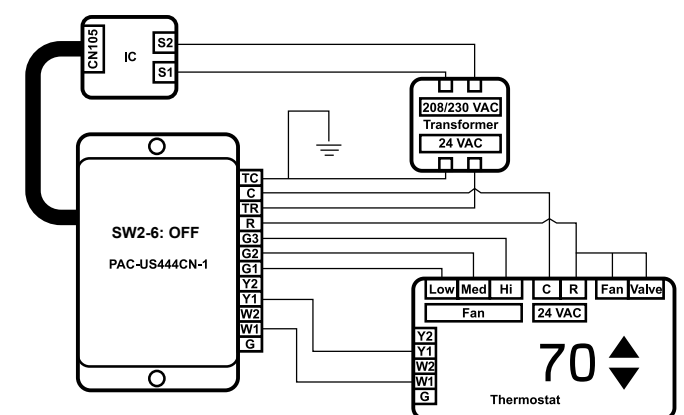 CN105
IC
S2
S1
208/230 VAC
Transformer
24 VAC
SW2-6: OFF
PAC-US444CN-1
TC
C
TR
R
G3
G2
G1
Y2
Y1
W2
W1
G
Low Med Hi C R Fan Valve
Fan 24 VAC
Y2
Y1
W2
W1
G
70
Thermostat